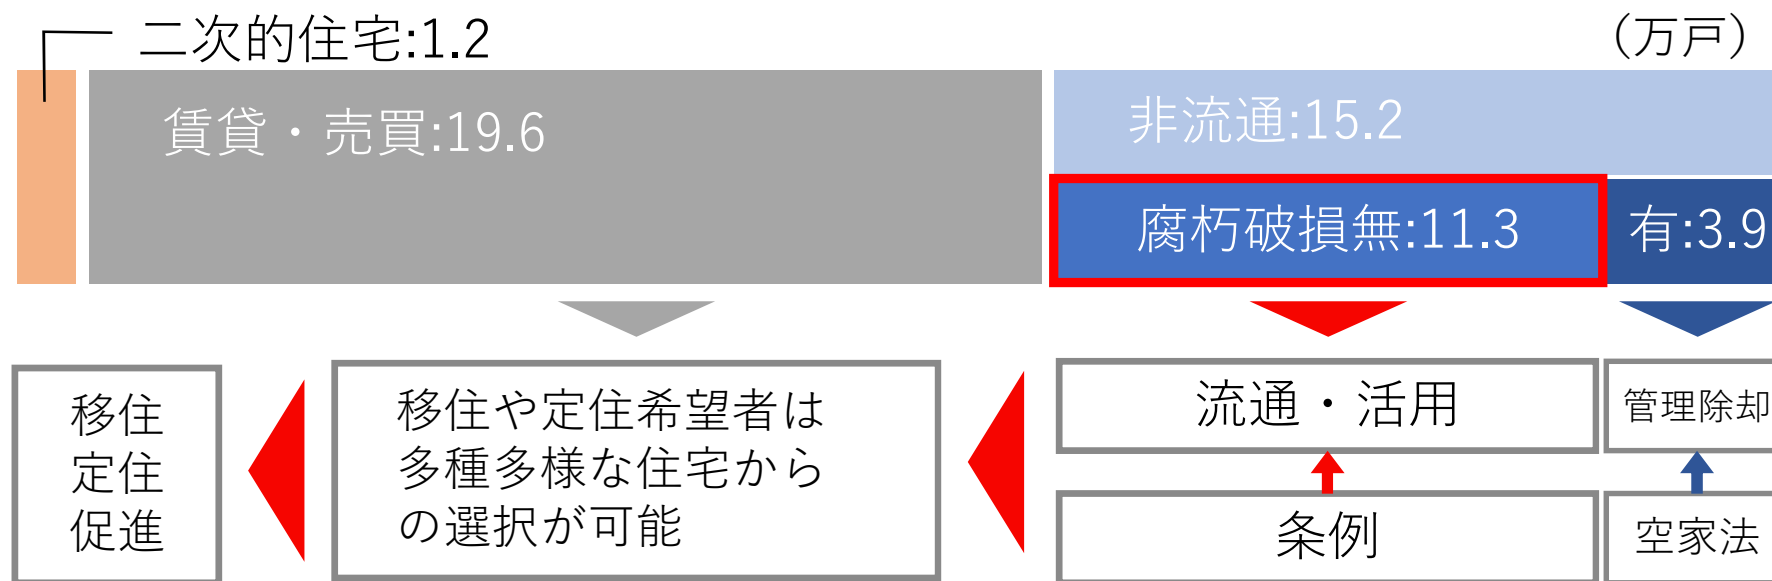 二次的住宅:1.2
(万戸)
賃貸・売買:19.6
非流通:15.2
腐朽破損無:11.3
有:3.9
移住
定住
促進
移住や定住希望者は
多種多様な住宅から
の選択が可能
流通・活用
管理除却
条例
空家法